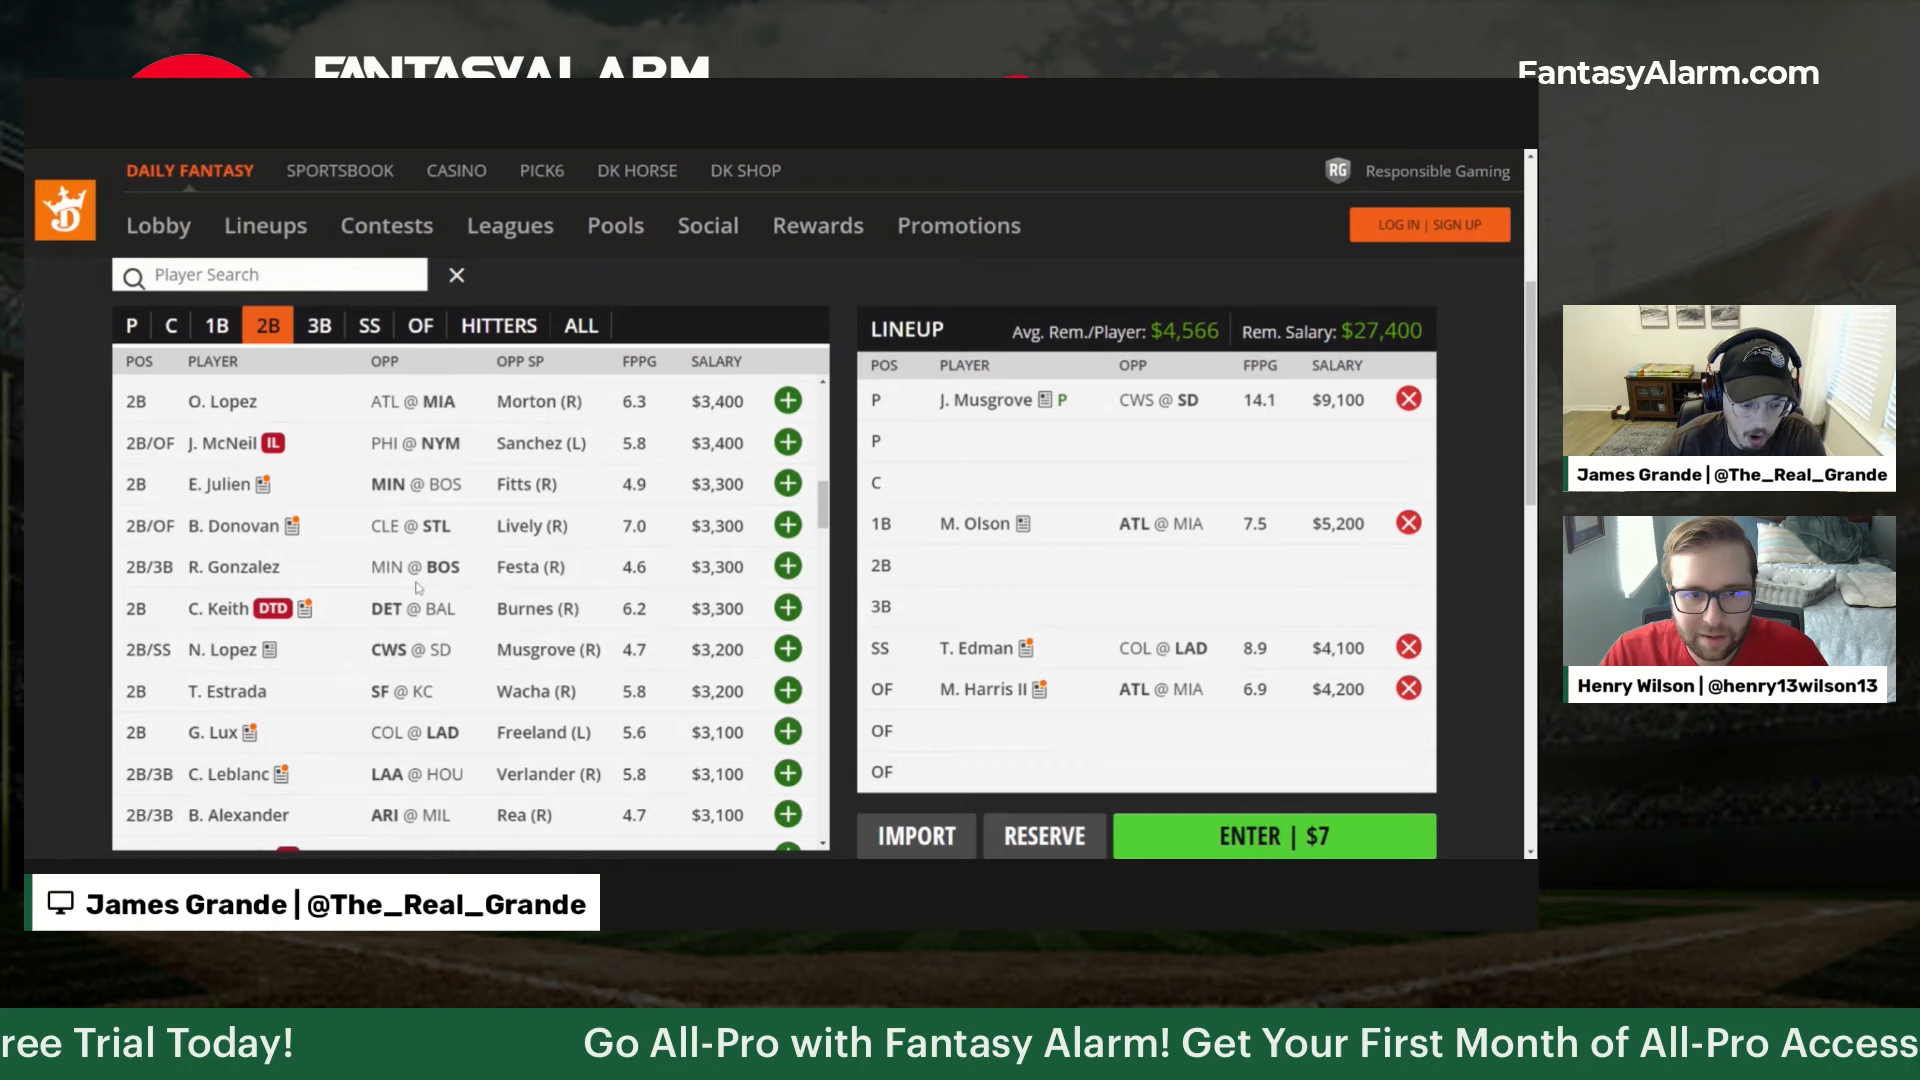 FANTASYALARM
FantasyAlarm.com
DAILY FANTASY SPORTSBOOK CASINO PICK6 DK HORSE DK SHOP
RG Responsible Gaming
D
Lobby Lineups Contests Leagues Pools Social Rewards Promotions
LOG IN | SIGN UP
Player Search
P C 1B 2B 3B SS OF HITTERS ALL
POS PLAYER OPP OPP SP FPPG SALARY
2B O. Lopez ATL @ MIA Morton (R) 6.3 $3,400
2B/OF J. McNeil IL PHI @ NYM Sanchez (L) 5.8 $3,400
2B E. Julien MIN @ BOS Fitts (R) 4.9 $3,300
2B/OF B. Donovan CLE @ STL Lively (R) 7.0 $3,300
2B/3B R. Gonzalez MIN @ BOS Festa (R) 4.6 $3,300
2B C. Keith DTD DET @ BAL Burnes (R) 6.2 $3,300
2B/SS N. Lopez CWS @ SD Musgrove (R) 4.7 $3,200
2B T. Estrada SF @ KC Wacha (R) 5.8 $3,200
2B G. Lux COL @ LAD Freeland (L) 5.6 $3,100
2B/3B C. Leblanc LAA @ HOU Verlander (R) 5.8 $3,100
2B/3B B. Alexander ARI @ MIL Rea (R) 4.7 $3,100
LINEUP Avg. Rem./Player: $4,566 Rem. Salary: $27,400
POS PLAYER OPP FPPG SALARY
P J. Musgrove P CWS @ SD 14.1 $9,100
P
C
1B M. Olson ATL @ MIA 7.5 $5,200
2B
3B
SS T. Edman COL @ LAD 8.9 $4,100
OF M. Harris II ATL @ MIA 6.9 $4,200
OF
OF
IMPORT RESERVE ENTER | $7
James Grande | @The_Real_Grande
Henry Wilson | @henry13wilson13
James Grande | @The_Real_Grande
ree Trial Today! Go All-Pro with Fantasy Alarm! Get Your First Month of All-Pro Access